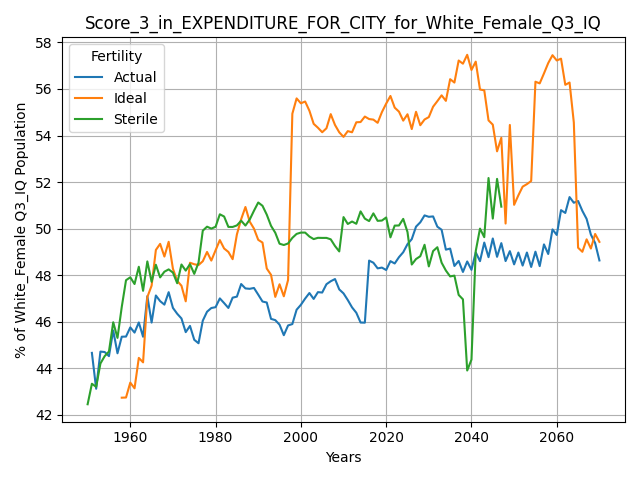 Score_3_in_EXPENDITURE_FOR_CITY_for_White_Female_Q3_IQ
Fertility
Actual
Ideal
Sterile
% of White_Female Q3_IQ Population
58
56
54
52
50
48
46
44
42
1960
1980
2000
2020
2040
2060
Years